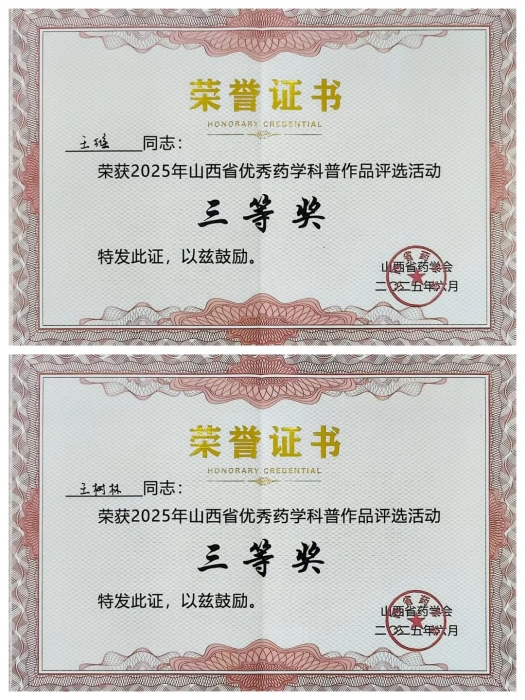 荣誉证书
HONORARY CREDENTIAL
王维同志：
荣获2025年山西省优秀药学科普作品评选活动
三等奖
特发此证，以兹鼓励。
山西省药学会
二〇二五年六月
荣誉证书
HONORARY CREDENTIAL
王树林同志：
荣获2025年山西省优秀药学科普作品评选活动
三等奖
特发此证，以兹鼓励。
山西省药学会
二〇二五年六月